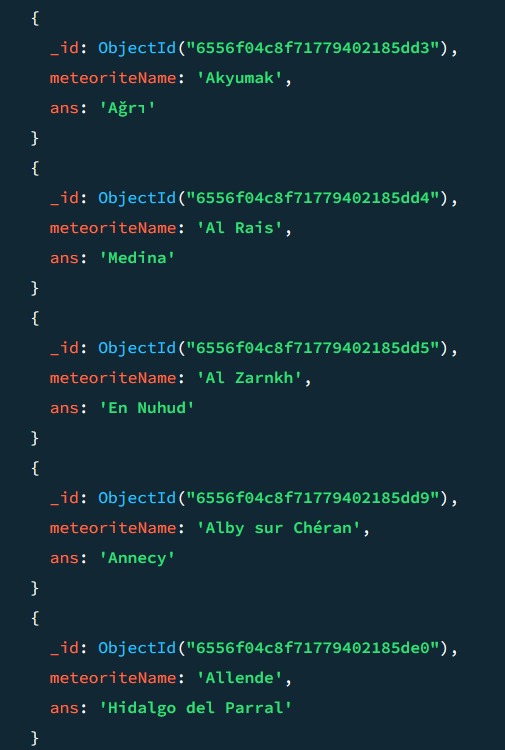 {
_id: ObjectId("6556f04c8f71779402185dd3"),
meteoriteName: 'Akyumak',
ans: 'Ağrı'
}
{
_id: ObjectId("6556f04c8f71779402185dd4"),
meteoriteName: 'Al Rais',
ans: 'Medina'
}
{
_id: ObjectId("6556f04c8f71779402185dd5"),
meteoriteName: 'Al Zarnkh',
ans: 'En Nuhud'
}
{
_id: ObjectId("6556f04c8f71779402185dd9"),
meteoriteName: 'Alby sur Chéran',
ans: 'Annecy'
}
{
_id: ObjectId("6556f04c8f71779402185de0"),
meteoriteName: 'Allende',
ans: 'Hidalgo del Parral'
}